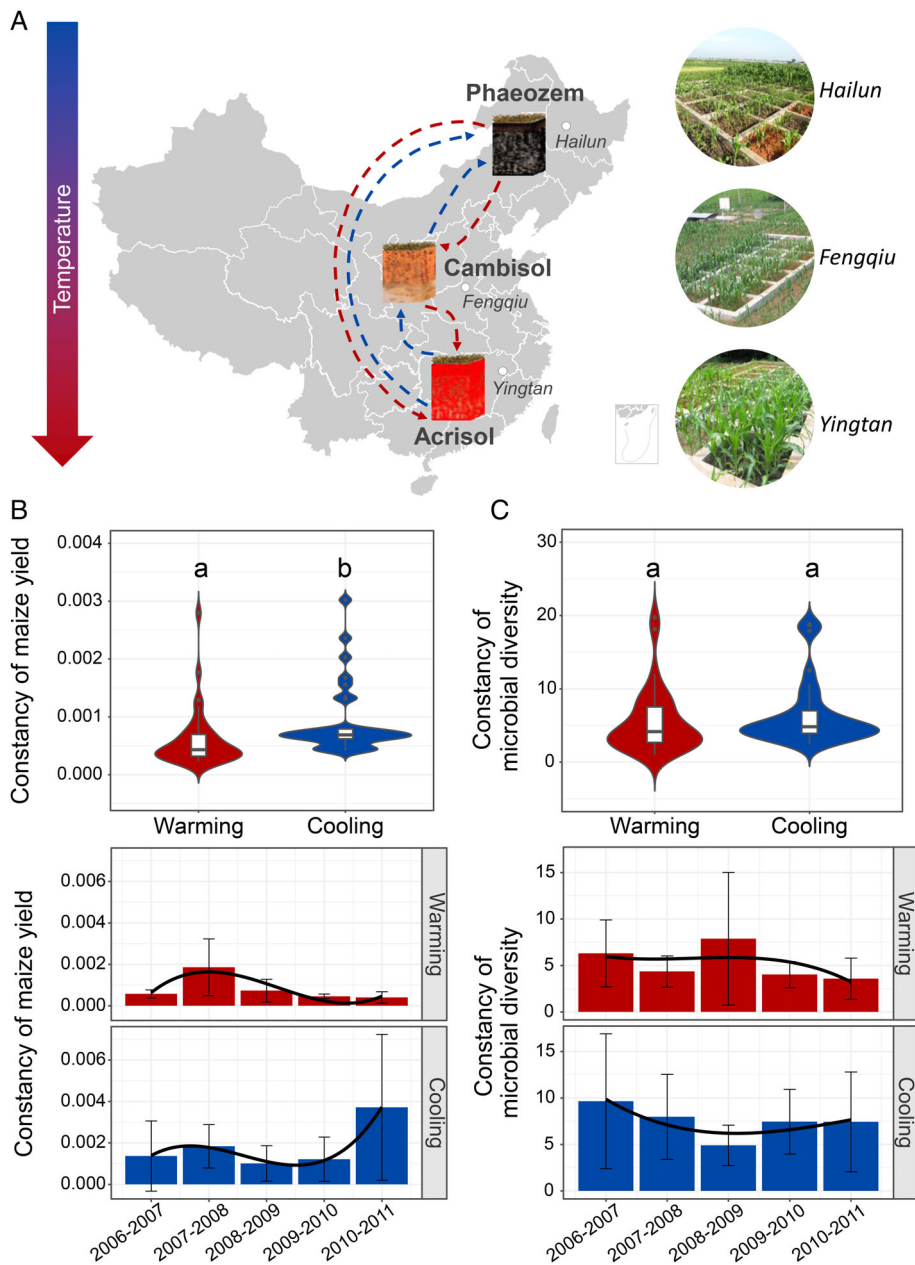 A
Temperature
Phaeozem
Hailun
Cambisol
Fengqiu
Yingtan
Acrisol
Hailun
Fengqiu
Yingtan
B
Constancy of maize yield
0.004
0.003
0.002
0.001
0.000
a
b
Warming
Cooling
Constancy of maize yield
0.006
0.004
0.002
0.000
Warming
0.006
0.004
0.002
0.000
Cooling
2006-2007
2007-2008
2008-2009
2009-2010
2010-2011
C
Constancy of
microbial diversity
30
20
10
0
a
a
Warming
Cooling
Constancy of
microbial diversity
15
10
5
0
Warming
15
10
5
0
Cooling
2006-2007
2007-2008
2008-2009
2009-2010
2010-2011